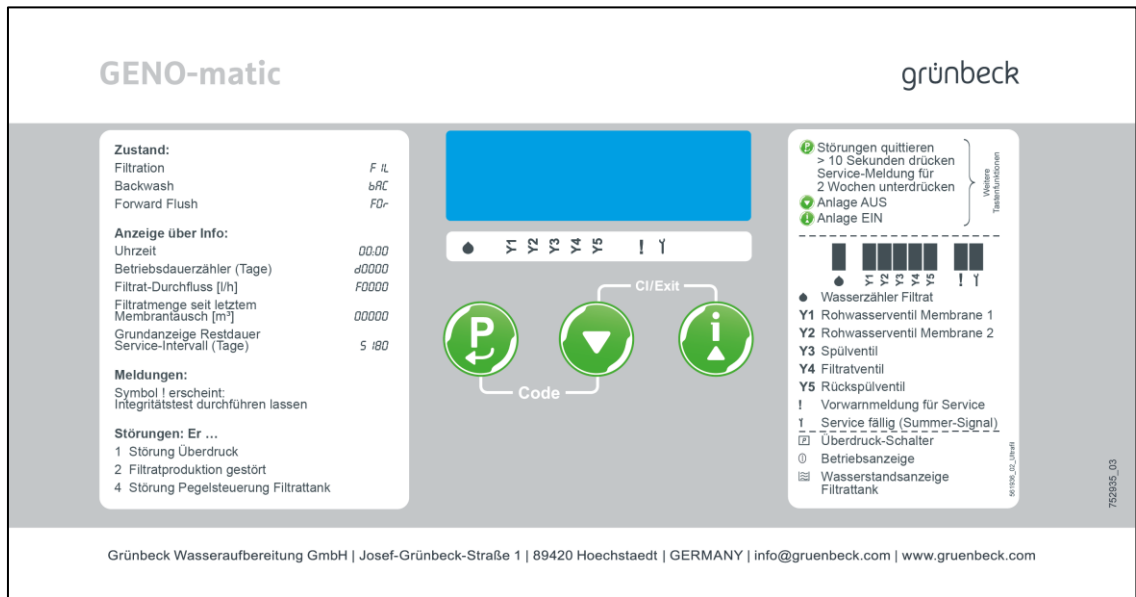 GENO-matic
grünbeck
Zustand:
Filtration FIL
Backwash bAC
Forward Flush F0r
Anzeige über Info:
Uhrzeit 00:00
Betriebsdauerzähler (Tage) d0000
Filtrat-Durchfluss [l/h] F0000
Filtratmenge seit letztem
Membrantausch [m³] 00000
Grundanzeige Restdauer
Service-Intervall (Tage) S 180
Meldungen:
Symbol ! erscheint:
Integritätstest durchführen lassen
Störungen: Er ...
1 Störung Überdruck
2 Filtratproduktion gestört
4 Störung Pegelsteuerung Filtrattank
Y1 Y2 Y3 Y4 Y5 !
CI/Exit
P
i
Code
P Störungen quittieren
> 10 Sekunden drücken
Service-Meldung für
2 Wochen unterdrücken
Anlage AUS
i Anlage EIN
Weitere
Tastenfunktionen
Y1 Y2 Y3 Y4 Y5 !
Wasserzähler Filtrat
Y1 Rohwasserventil Membrane 1
Y2 Rohwasserventil Membrane 2
Y3 Spülventil
Y4 Filtratventil
Y5 Rückspülventil
! Vorwarnmeldung für Service
Service fällig (Summer-Signal)
P Überdruck-Schalter
Betriebsanzeige
Wasserstandsanzeige
Filtrattank
561936_02_Ultrafil
752935_03
Grünbeck Wasseraufbereitung GmbH | Josef-Grünbeck-Straße 1 | 89420 Hoechstaedt | GERMANY | info@gruenbeck.com | www.gruenbeck.com